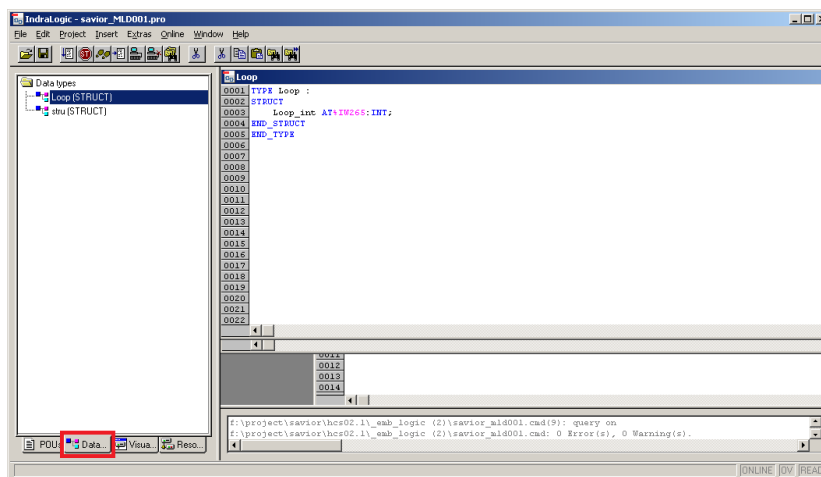 IndraLogic - savior_MLD001.pro
File Edit Project Insert Extras Online Window Help
Data types
Loop (STRUCT)
stru (STRUCT)
Loop
0001 TYPE Loop :
0002 STRUCT
0003 Loop_int AT%IW265:INT;
0004 END_STRUCT
0005 END_TYPE
0006
0007
0008
0009
0010
0011
0012
0013
0014
0015
0016
0017
0018
0019
0020
0021
0022
0011
0012
0013
0014
f:\project\savior\hcs02.1\_emb_logic (2)\savior_mld001.cmd(9): query on
f:\project\savior\hcs02.1\_emb_logic (2)\savior_mld001.cmd: 0 Error(s), 0 Warning(s).
POUs Data... Visua... Reso...
ONLINE OV READ